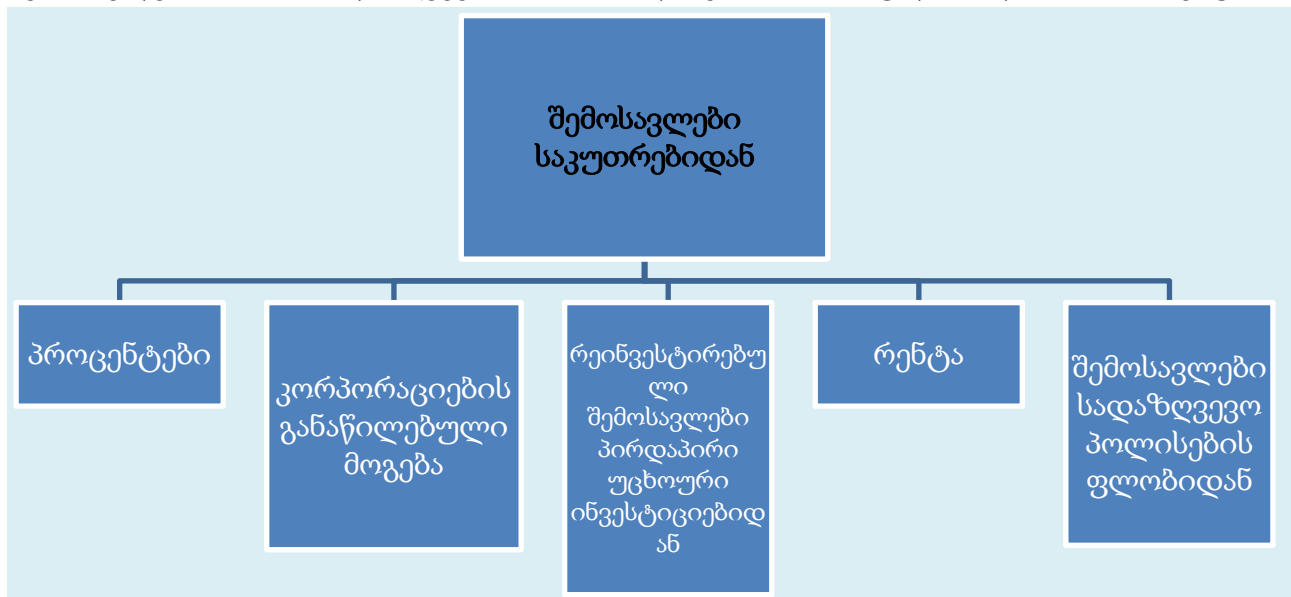 შემოსავლები
საკუთრებიდან
პროცენტები
კორპორაციების
განაწილებული
მოგება
რეინვესტირებუ
ლი
შემოსავლები
პირდაპირი
უცხოური
ინვესტიციებიდ
ან
რენტა
შემოსავლები
სადაზღვევო
პოლისების
ფლობიდან